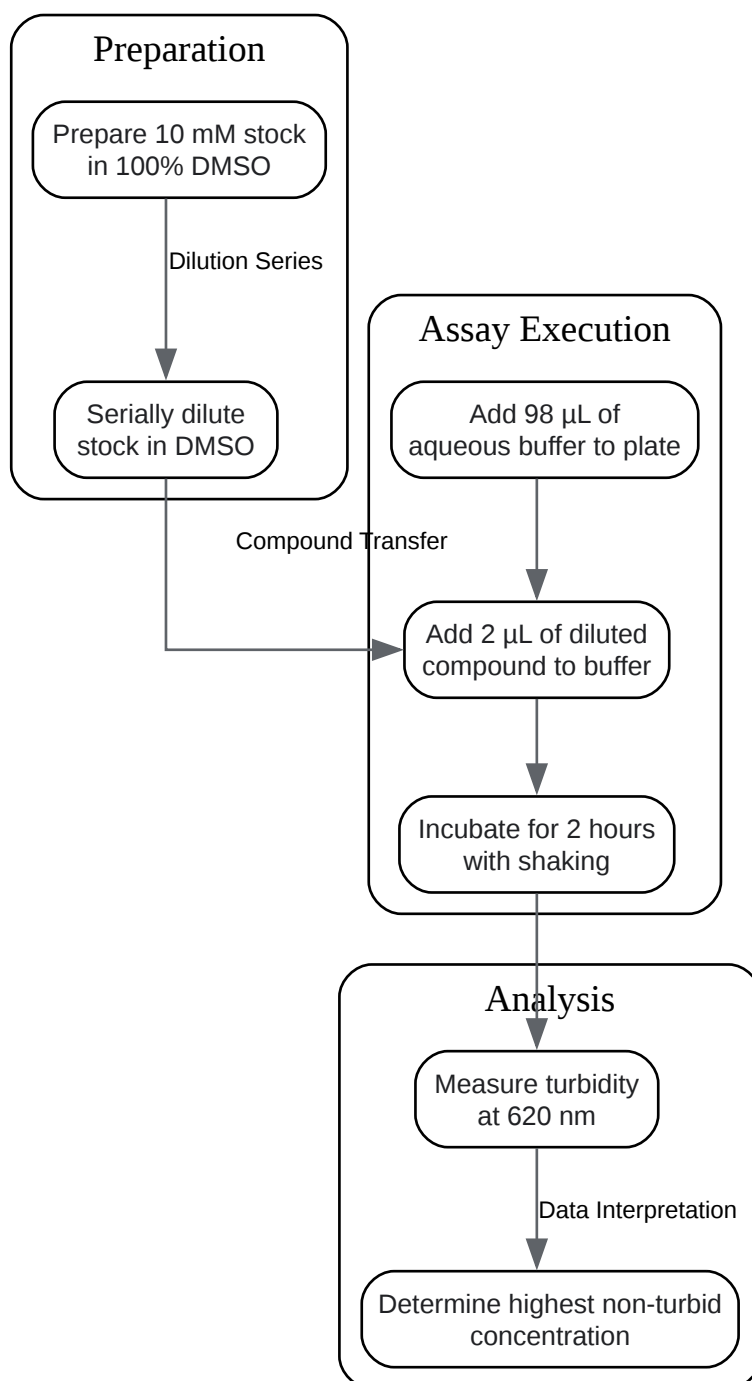 Preparation
Prepare 10 mM stock
in 100% DMSO
Dilution Series
Serially dilute
stock in DMSO
Compound Transfer
Assay Execution
Add 98 µL of
aqueous buffer to plate
Add 2 µL of diluted
compound to buffer
Incubate for 2 hours
with shaking
Analysis
Measure turbidity
at 620 nm
Data Interpretation
Determine highest non-turbid
concentration